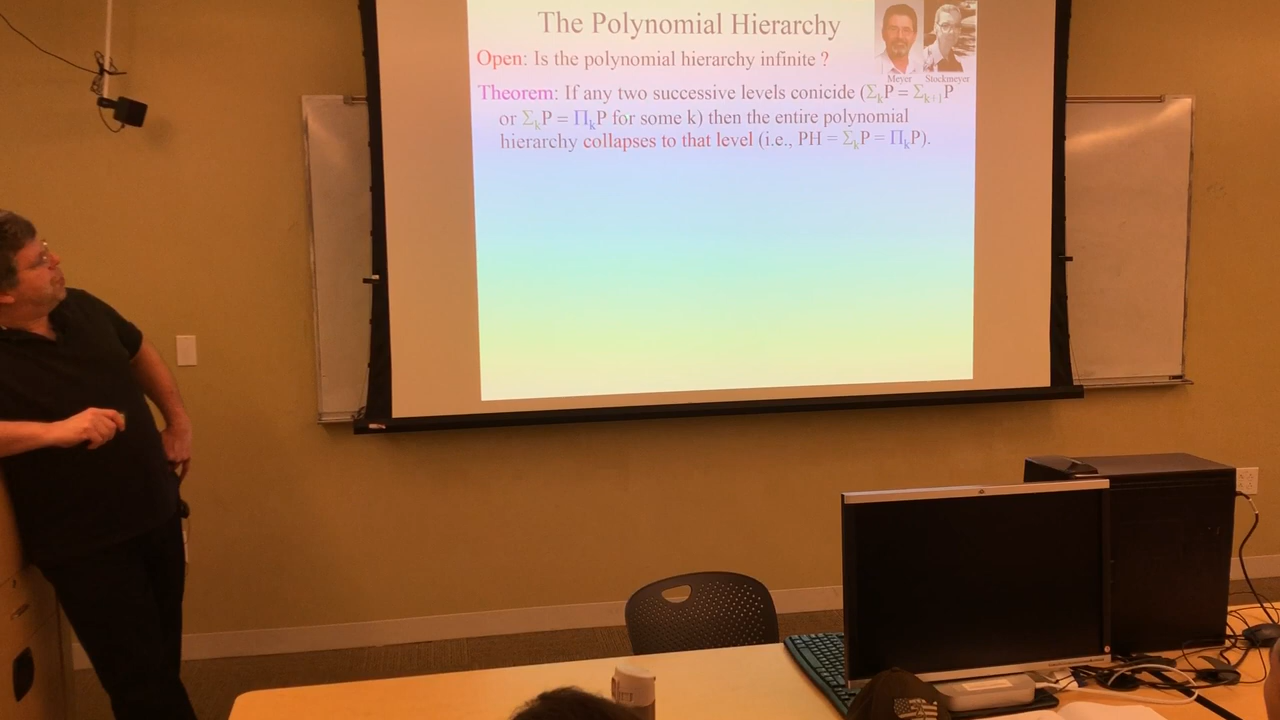 The Polynomial Hierarchy
Open: Is the polynomial hierarchy infinite ?
Meyer Stockmeyer
Theorem: If any two successive levels conicide (ΣₖP = Σₖ₊₁P
or ΣₖP = ΠₖP for some k) then the entire polynomial
hierarchy collapses to that level (i.e., PH = ΣₖP = ΠₖP).